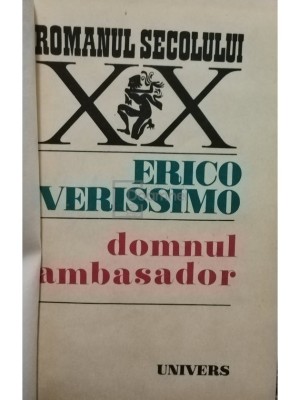 ROMANUL SECOLULUI
XX
ERICO
VERISSIMO
domnul
ambasador
UNIVERS